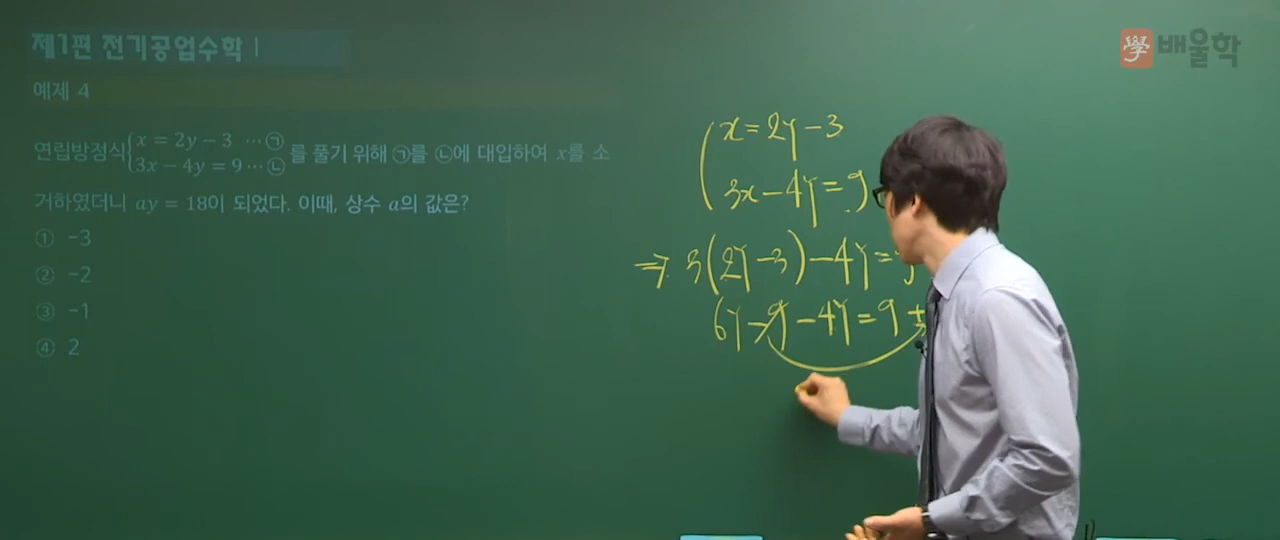 제1편 전기공업수학 |
學 배울학
예제 4
연립방정식 { x = 2y − 3 ··· ㉠
3x − 4y = 9 ··· ㉡ 를 풀기 위해 ㉠를 ㉡에 대입하여 x를 소
거하였더니 ay = 18이 되었다. 이때, 상수 a의 값은?
① −3
② −2
③ −1
④ 2
x = 2y − 3
3x − 4y = 9
⇒ 3(2y − 3) − 4y =
6y − 9 − 4y = 9 +